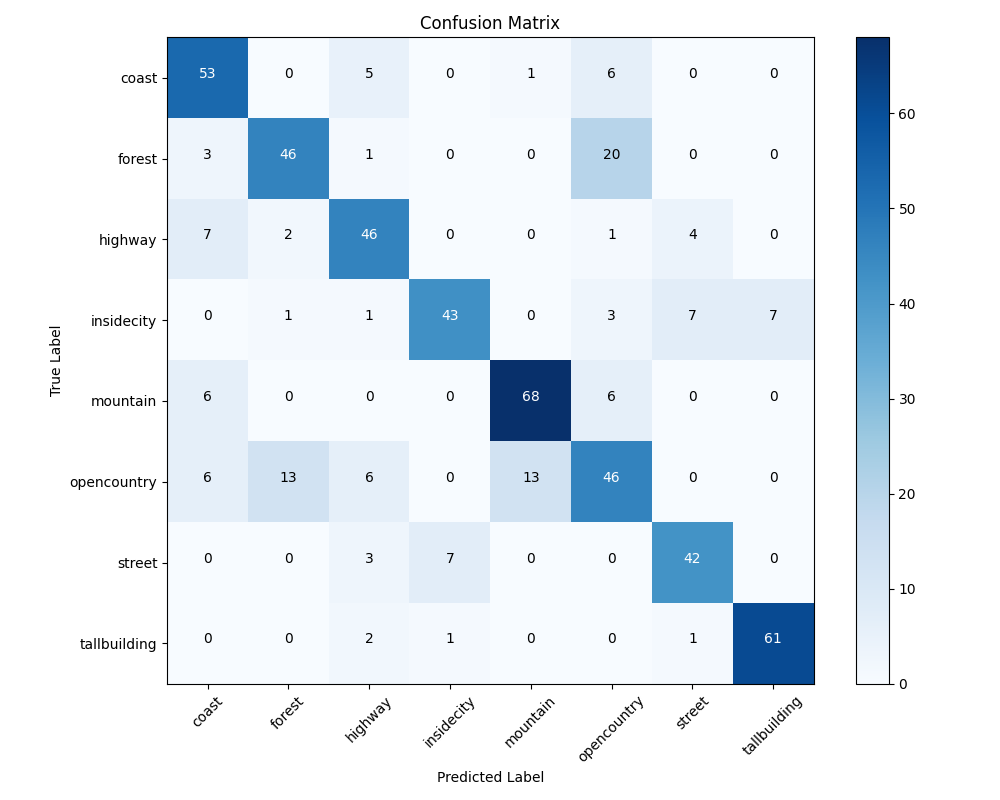 Confusion Matrix
coast 53 0 5 0 1 6 0 0
forest 3 46 1 0 0 20 0 0
highway 7 2 46 0 0 1 4 0
insidecity 0 1 1 43 0 3 7 7
mountain 6 0 0 0 68 6 0 0
opencountry 6 13 6 0 13 46 0 0
street 0 0 3 7 0 0 42 0
tallbuilding 0 0 2 1 0 0 1 61
coast forest highway insidecity mountain opencountry street tallbuilding
Predicted Label
True Label
60
50
40
30
20
10
0